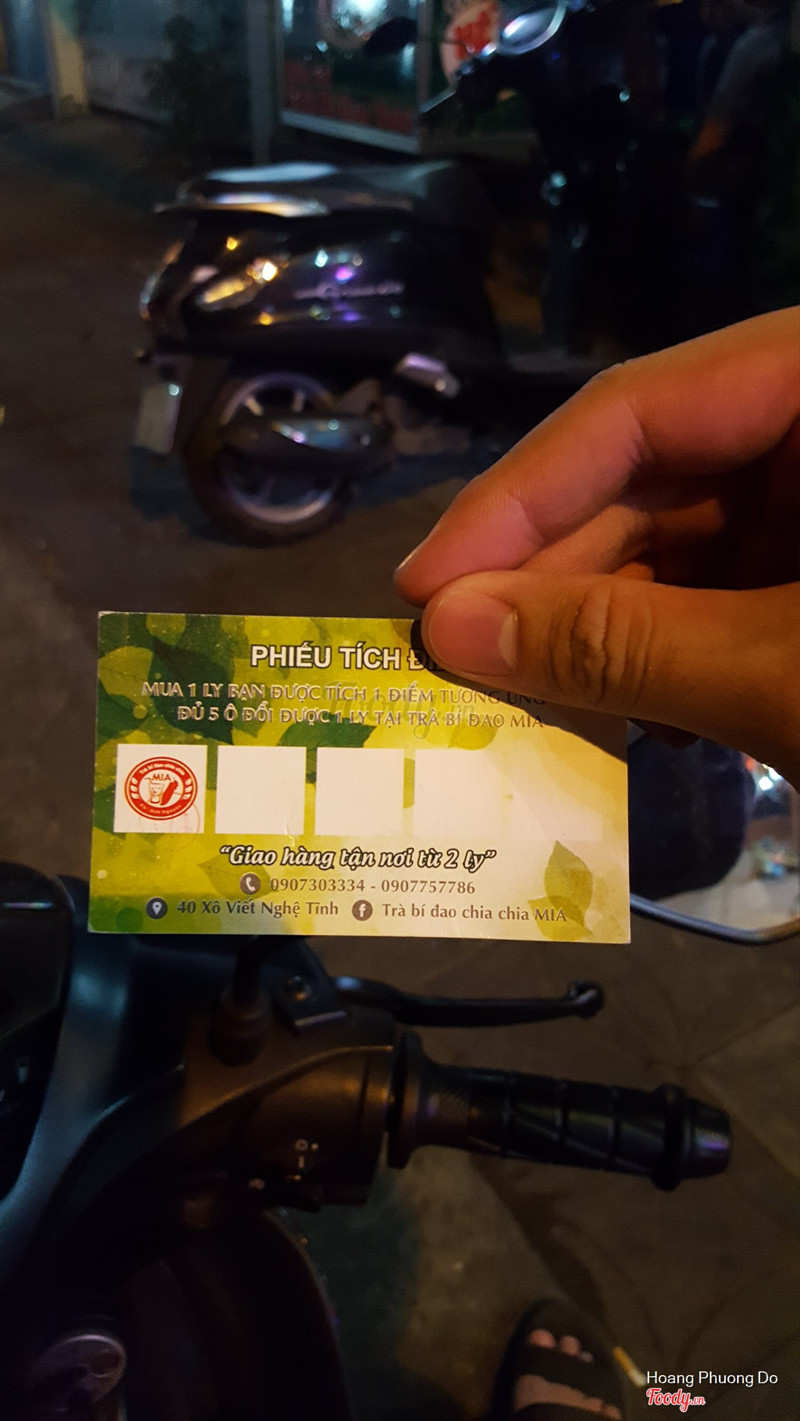 PHIẾU TÍCH
MUA 1 LY BẠN ĐƯỢC TÍCH 1 ĐIỂM TƯƠNG ỨNG
ĐỦ 5 Ô ĐỔI ĐƯỢC 1 LY TẠI TRÀ BÍ ĐAO MIA
MIA
"Giao hàng tận nơi từ 2 ly"
0907303334 - 0907757786
40 Xô Viết Nghệ Tĩnh Trà bí đao chia chia MIA
Hoang Phuong Do
Foody.vn